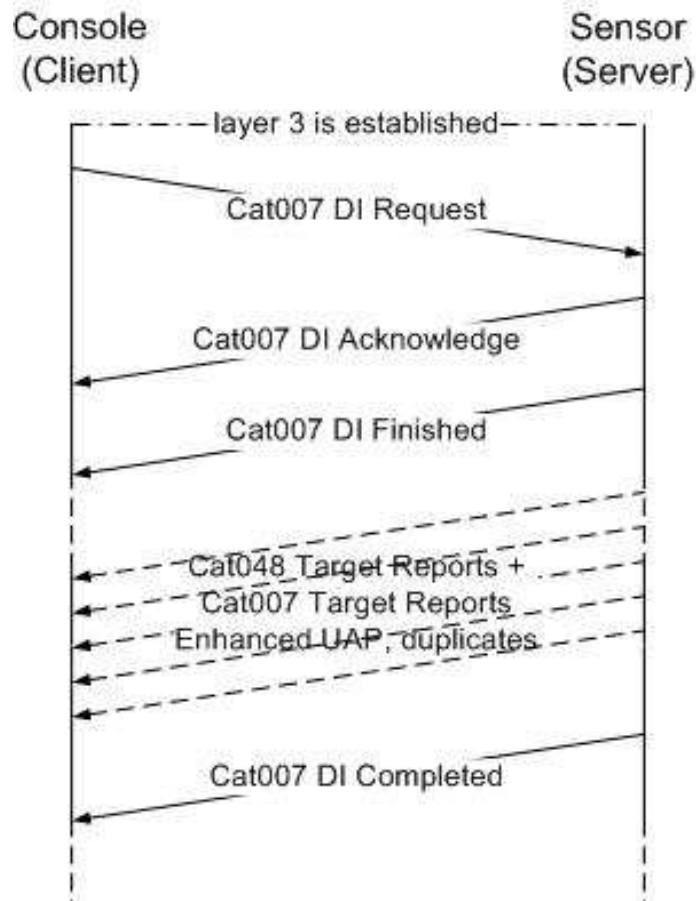 Console
(Client)
Sensor
(Server)
layer 3 is established
Cat007 DI Request
Cat007 DI Acknowledge
Cat007 DI Finished
Cat048 Target Reports +
Cat007 Target Reports
Enhanced UAP, duplicates
Cat007 DI Completed